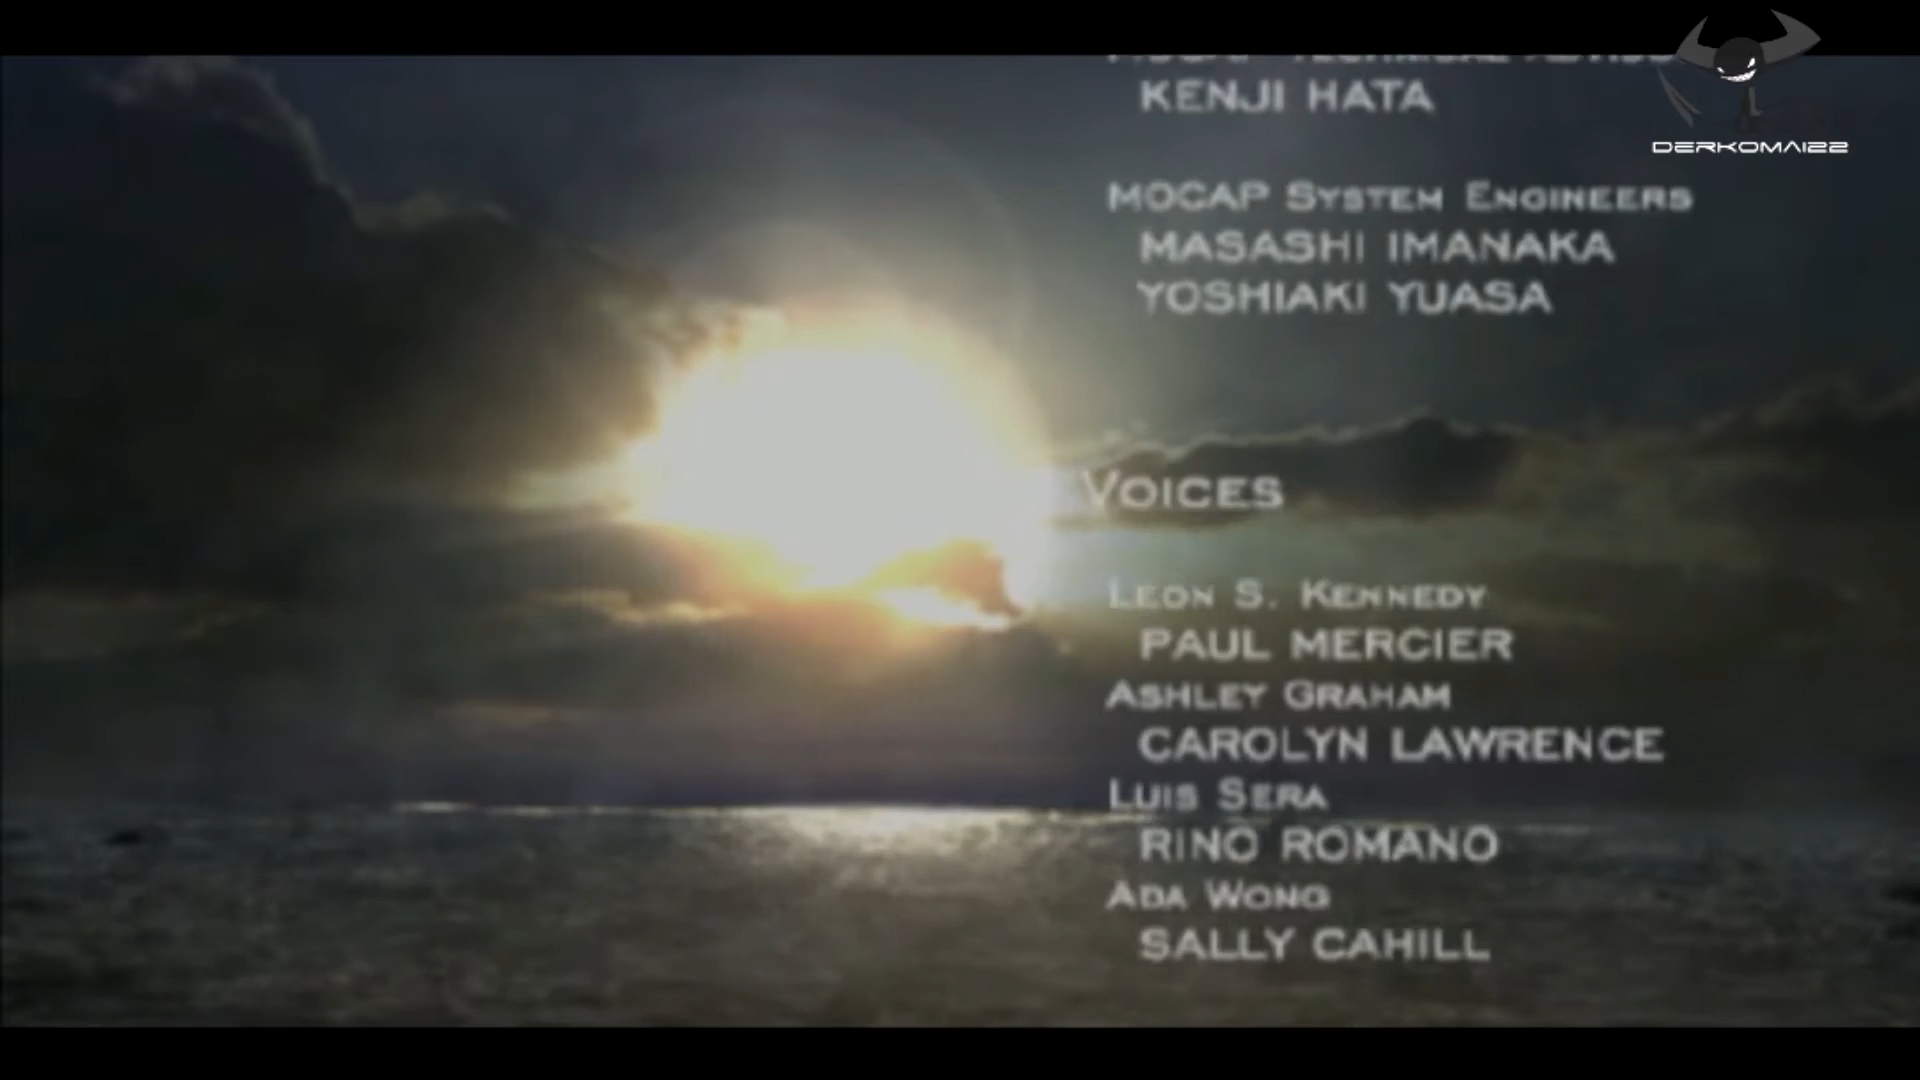 KENJI HATA
DERKOMAI22
MOCAP SYSTEM ENGINEERS
MASASHI IMANAKA
YOSHIAKI YUASA
VOICES
LEON S. KENNEDY
PAUL MERCIER
ASHLEY GRAHAM
CAROLYN LAWRENCE
LUIS SERA
RINO ROMANO
ADA WONG
SALLY CAHILL